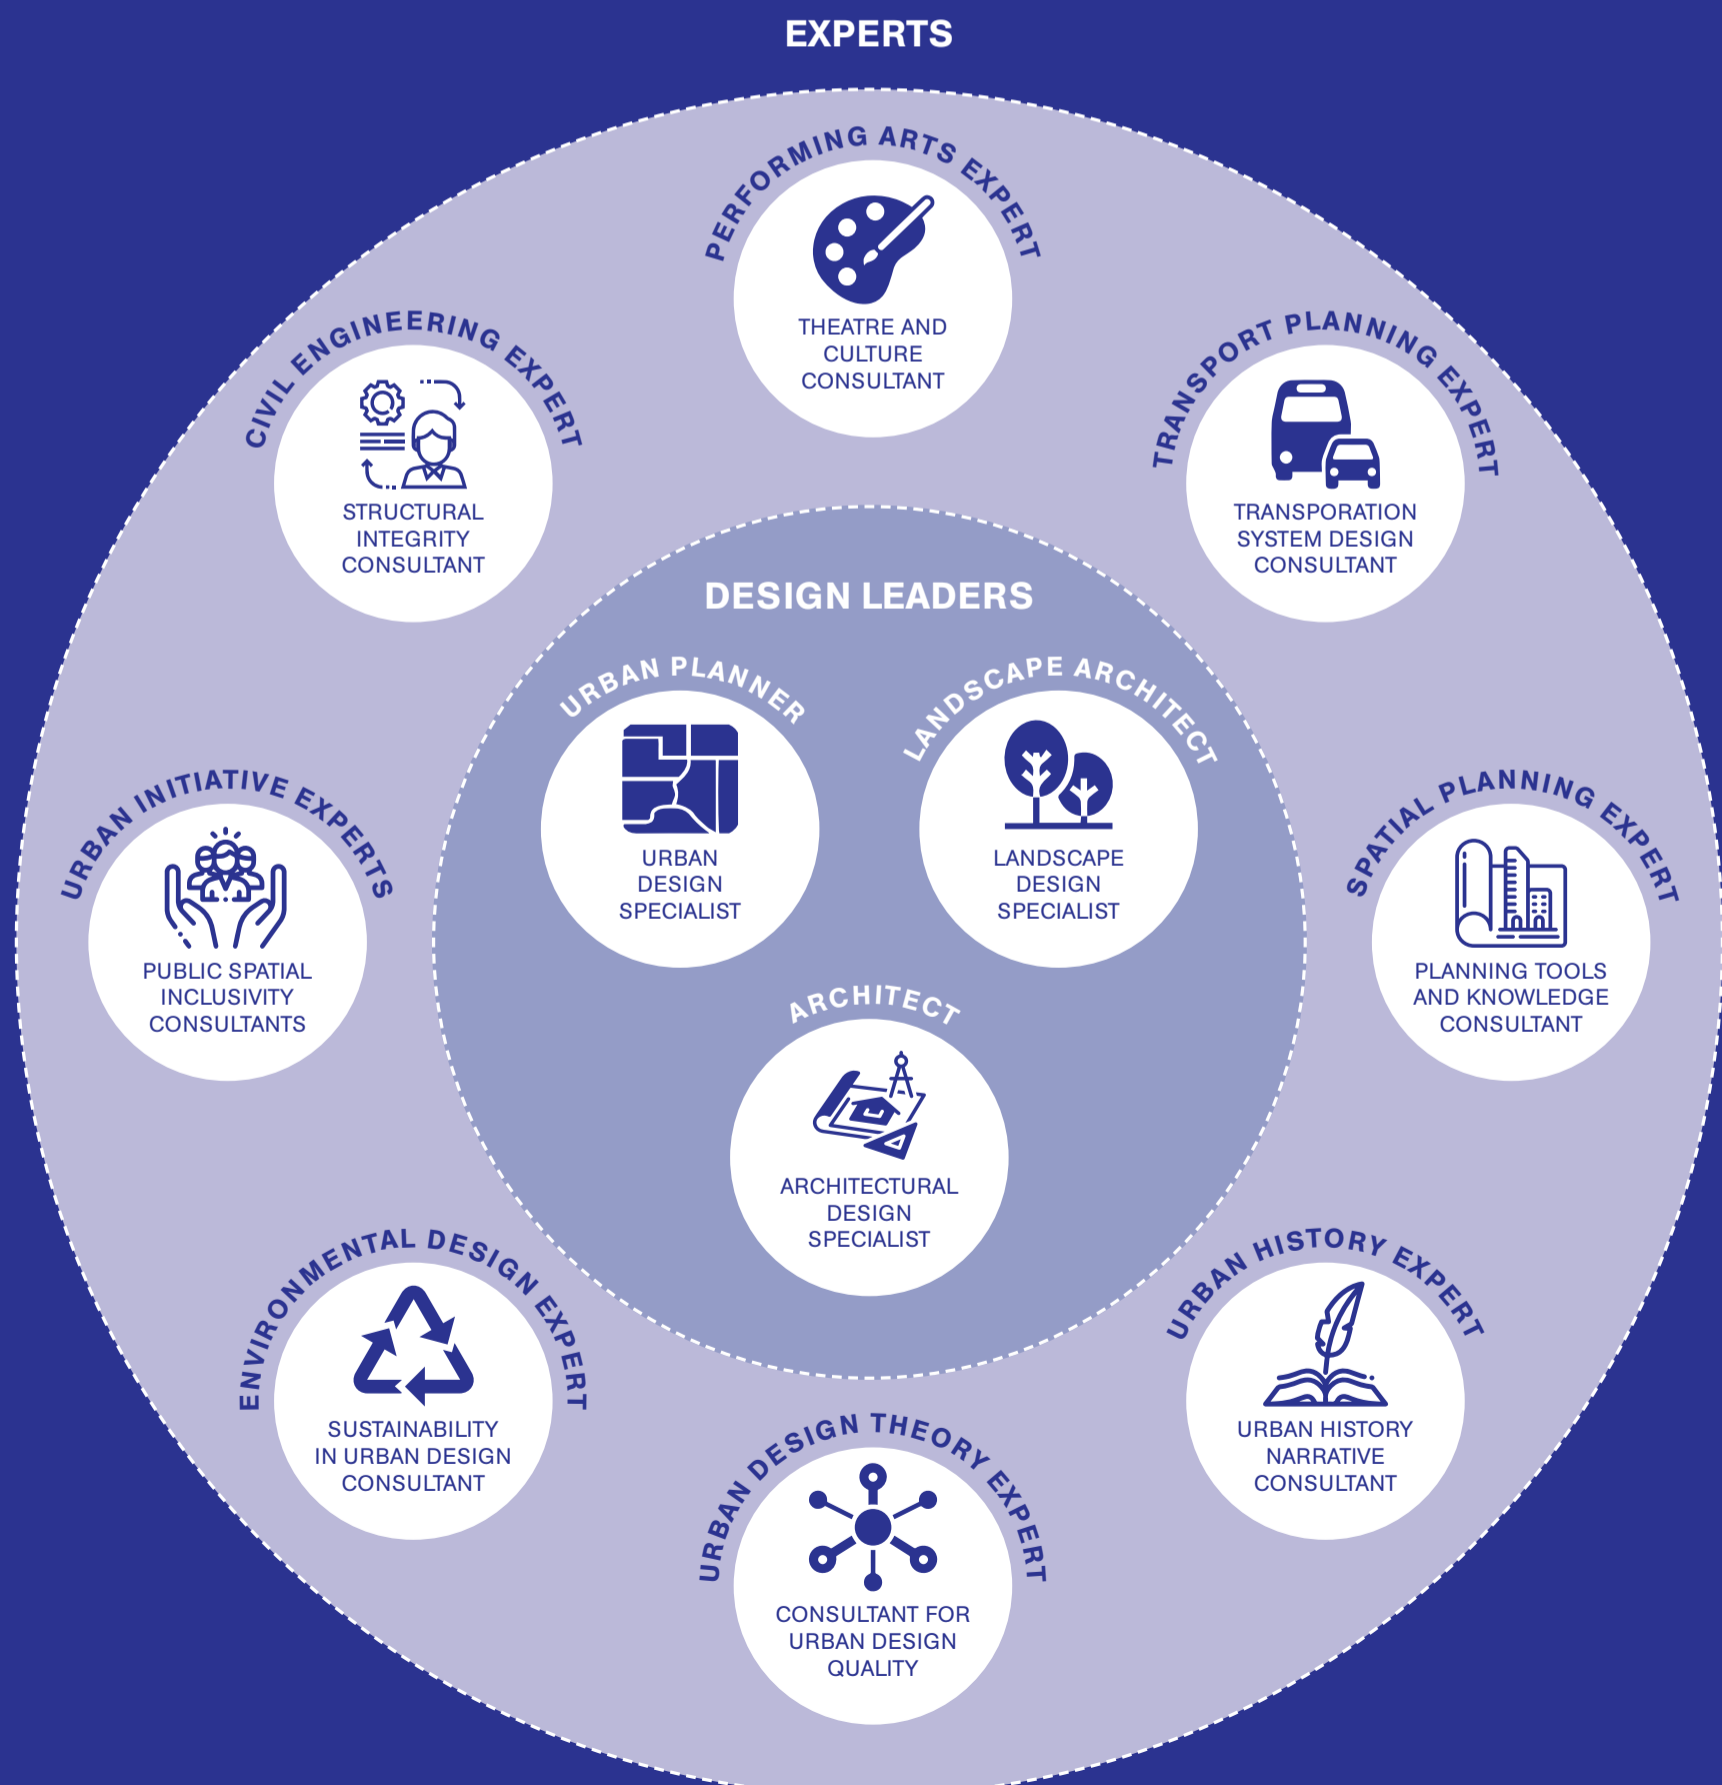 EXPERTS
PERFORMING ARTS EXPERT
THEATRE AND
CULTURE
CONSULTANT
CIVIL ENGINEERING EXPERT
STRUCTURAL
INTEGRITY
CONSULTANT
TRANSPORT PLANNING EXPERT
TRANSPORATION
SYSTEM DESIGN
CONSULTANT
DESIGN LEADERS
URBAN PLANNER
URBAN
DESIGN
SPECIALIST
LANDSCAPE ARCHITECT
LANDSCAPE
DESIGN
SPECIALIST
URBAN INITIATIVE EXPERTS
PUBLIC SPATIAL
INCLUSIVITY
CONSULTANTS
SPATIAL PLANNING EXPERT
PLANNING TOOLS
AND KNOWLEDGE
CONSULTANT
ARCHITECT
ARCHITECTURAL
DESIGN
SPECIALIST
ENVIRONMENTAL DESIGN EXPERT
SUSTAINABILITY
IN URBAN DESIGN
CONSULTANT
URBAN HISTORY EXPERT
URBAN HISTORY
NARRATIVE
CONSULTANT
URBAN DESIGN THEORY EXPERT
CONSULTANT FOR
URBAN DESIGN
QUALITY